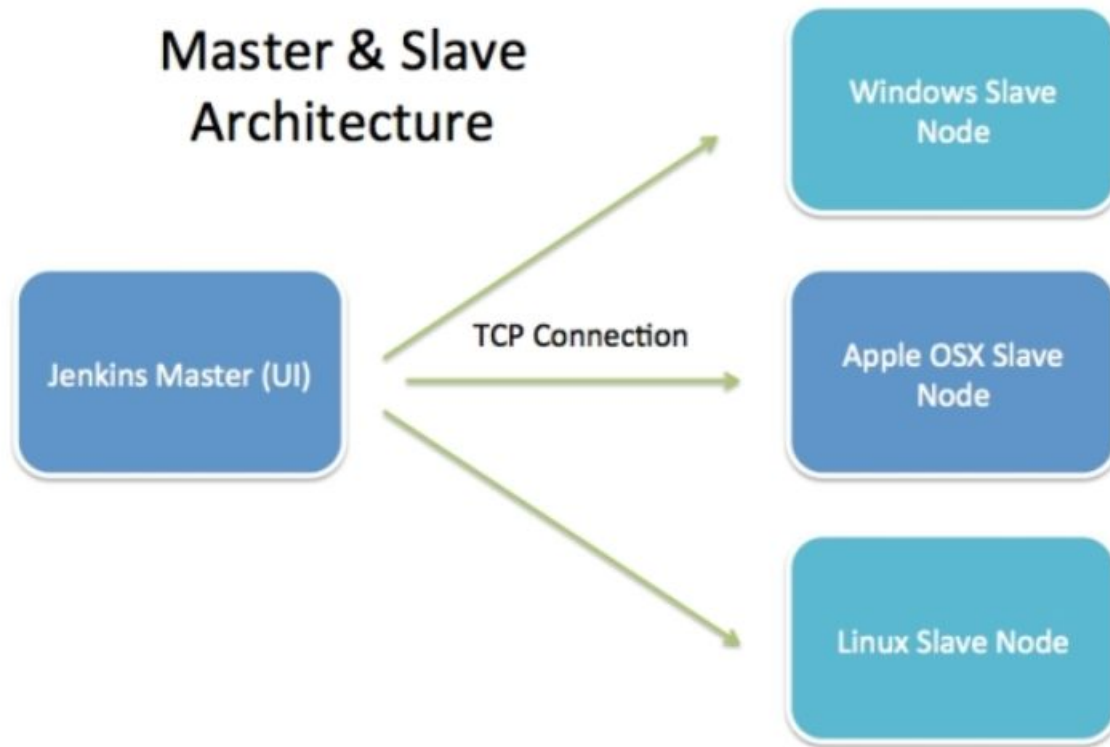 Master & Slave
Architecture
Windows Slave
Node
Jenkins Master (UI)
TCP Connection
Apple OSX Slave
Node
Linux Slave Node